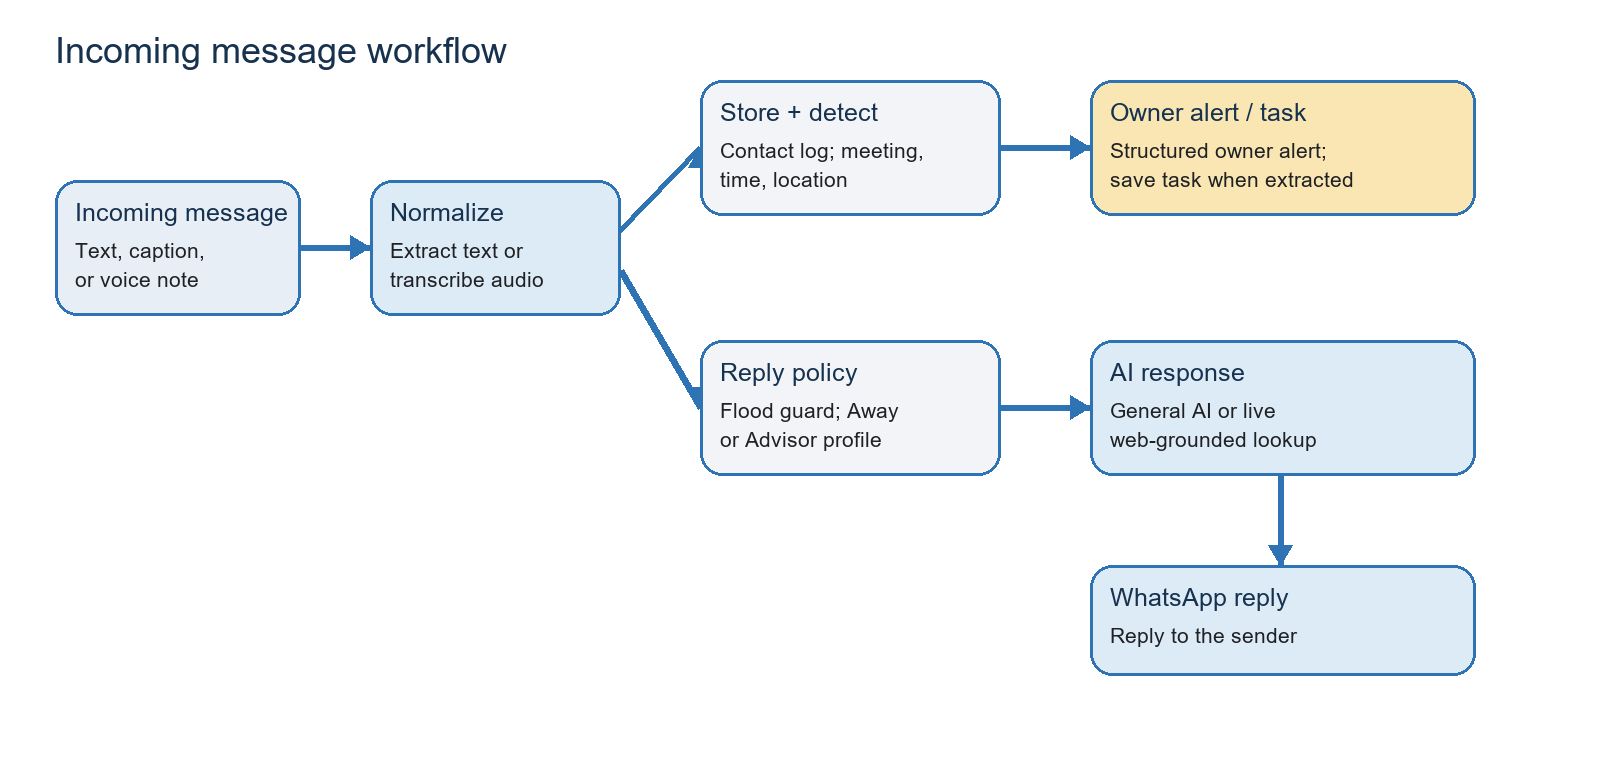 Incoming message workflow
Incoming message
Text, caption,
or voice note
Normalize
Extract text or
transcribe audio
Store + detect
Contact log; meeting,
time, location
Owner alert / task
Structured owner alert;
save task when extracted
Reply policy
Flood guard; Away
or Advisor profile
AI response
General AI or live
web-grounded lookup
WhatsApp reply
Reply to the sender